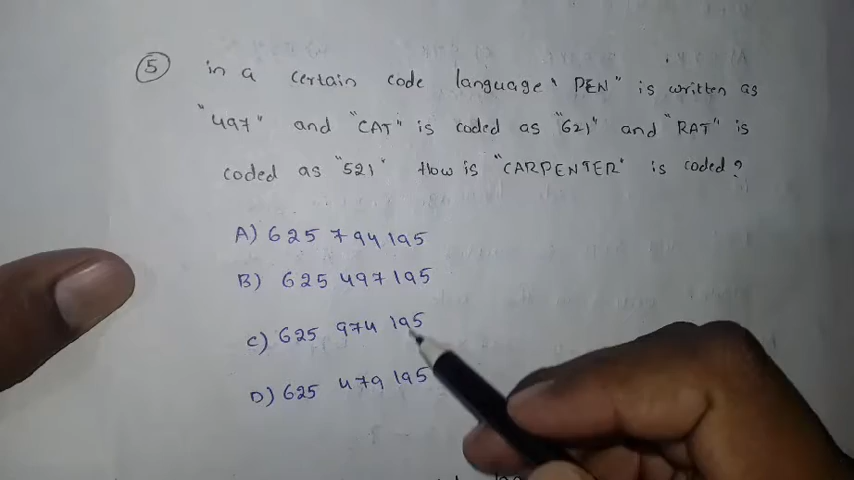 5 in a certain code language " PEN" is written as
"497" and "CAT" is coded as "621" and "RAT" is
coded as "521" How is "CARPENTER" is coded?
A) 625 794 195
B) 625 497 195
C) 625 974 195
D) 625 479 195